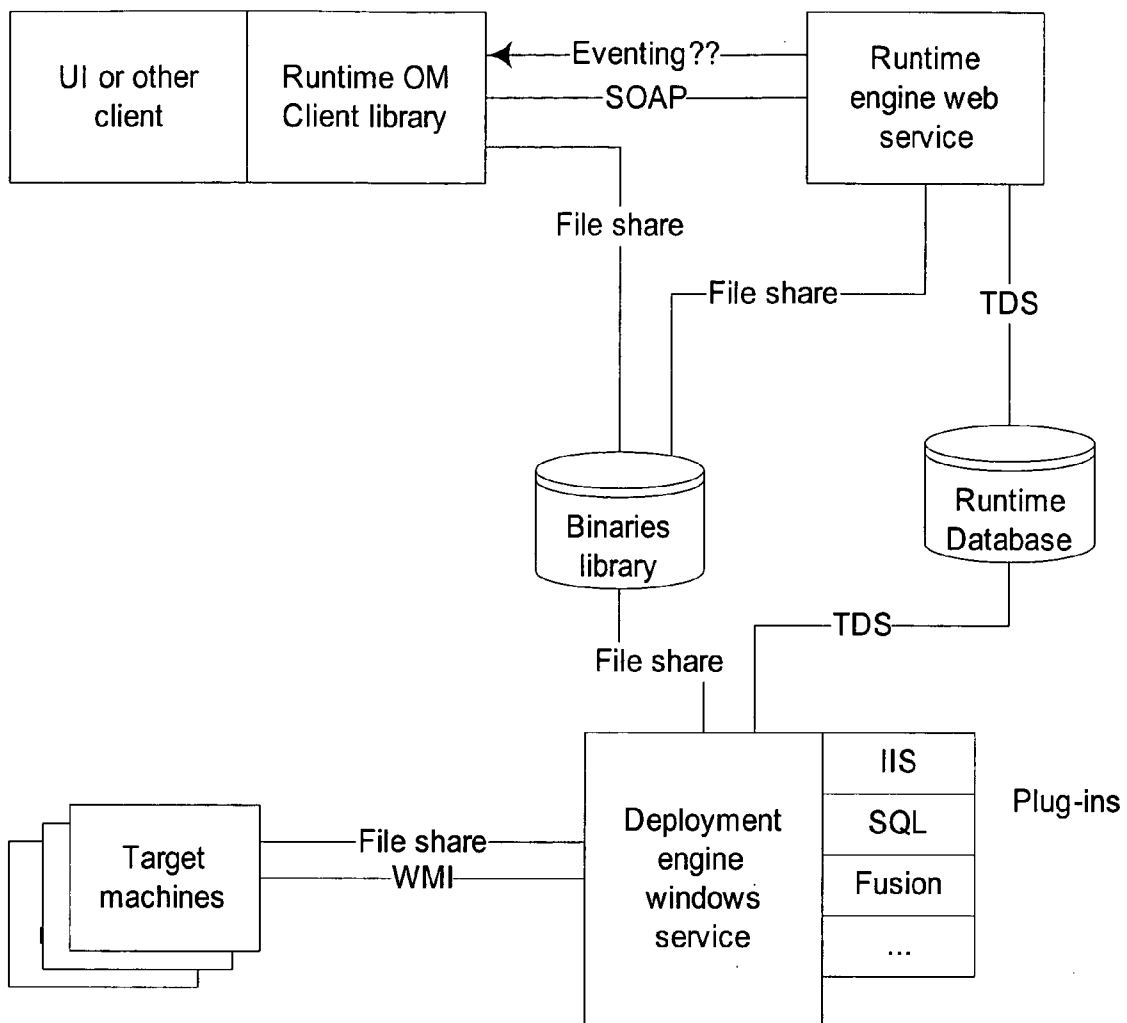 UI or other
client
Runtime OM
Client library
Eventing??
SOAP
Runtime
engine web
service
File share
File share
TDS
Binaries
library
Runtime
Database
TDS
File share
Target
machines
File share
WMI
Deployment
engine
windows
service
IIS
SQL
Fusion
...
Plug-ins